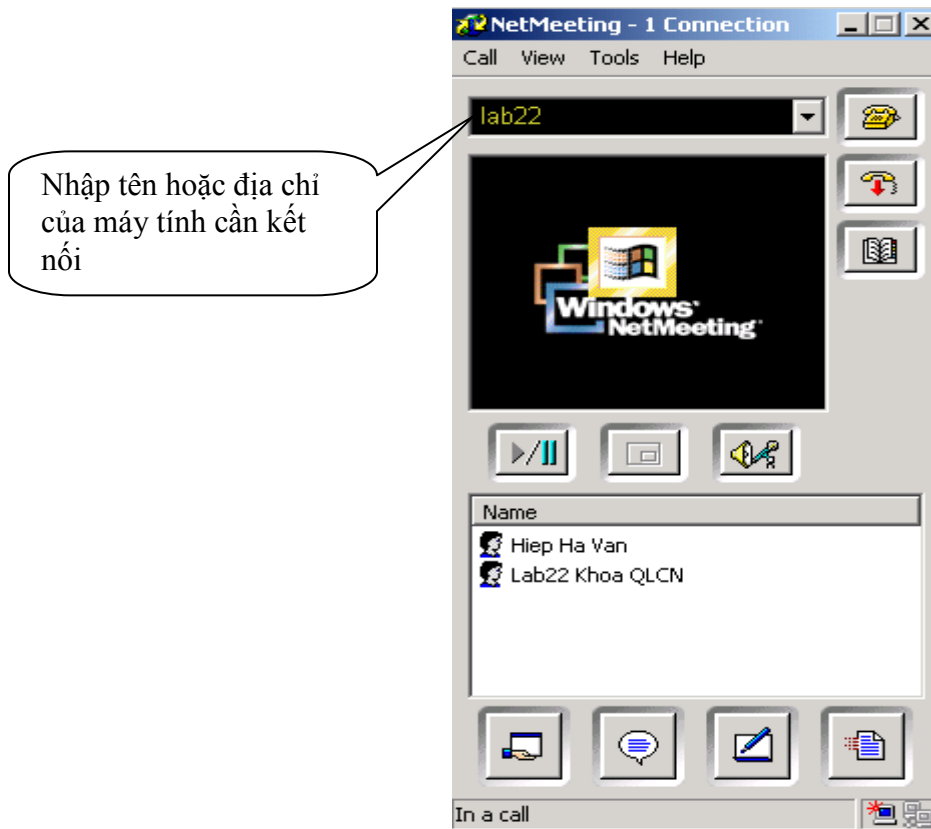 NetMeeting - 1 Connection
Call View Tools Help
lab22
Nhập tên hoặc địa chỉ
của máy tính cần kết
nối
Windows
NetMeeting
Name
Hiep Ha Van
Lab22 Khoa QLCN
In a call